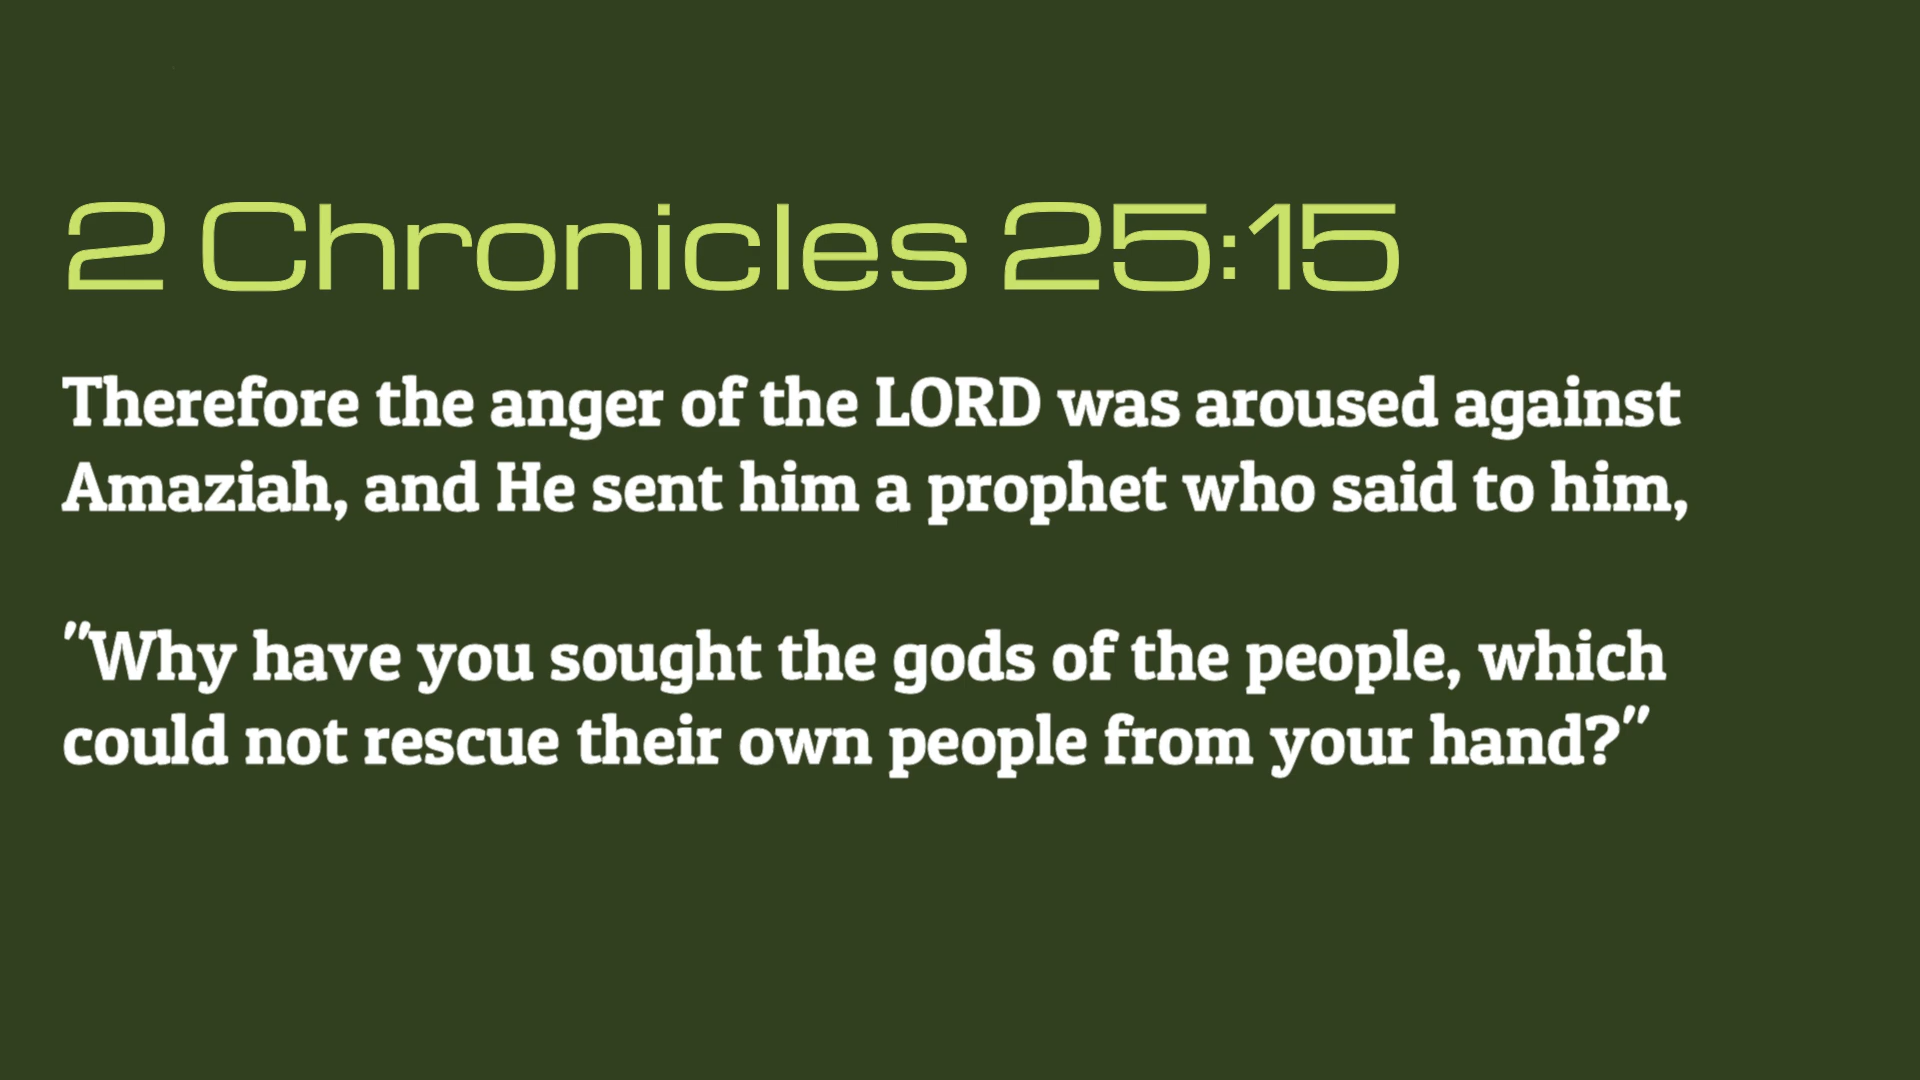 2 Chronicles 25:15
Therefore the anger of the LORD was aroused against
Amaziah, and He sent him a prophet who said to him,
"Why have you sought the gods of the people, which
could not rescue their own people from your hand?"